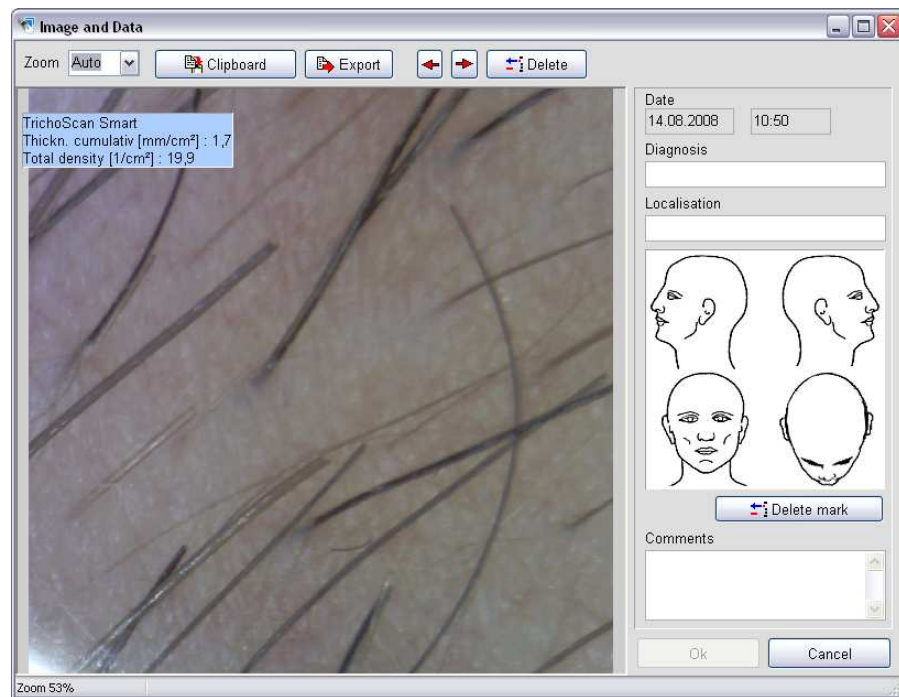 Image and Data
Zoom Auto Clipboard Export Delete
TrichoScan Smart
Thickn. cumulativ [mm/cm²] : 1,7
Total density [1/cm²] : 19,9
Date
14.08.2008 10:50
Diagnosis
Localisation
Delete mark
Comments
Ok Cancel
Zoom 53%